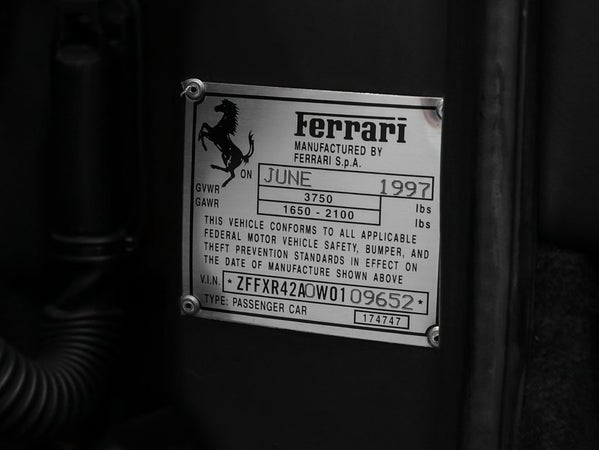 Ferrari
MANUFACTURED BY
FERRARI S.p.A.
ON JUNE 1997
GVWR 3750 lbs
GAWR 1650 - 2100 lbs
THIS VEHICLE CONFORMS TO ALL APPLICABLE
FEDERAL MOTOR VEHICLE SAFETY, BUMPER, AND
THEFT PREVENTION STANDARDS IN EFFECT ON
THE DATE OF MANUFACTURE SHOWN ABOVE
V.I.N. * ZFFXR42A0W0109652 *
TYPE: PASSENGER CAR 174747